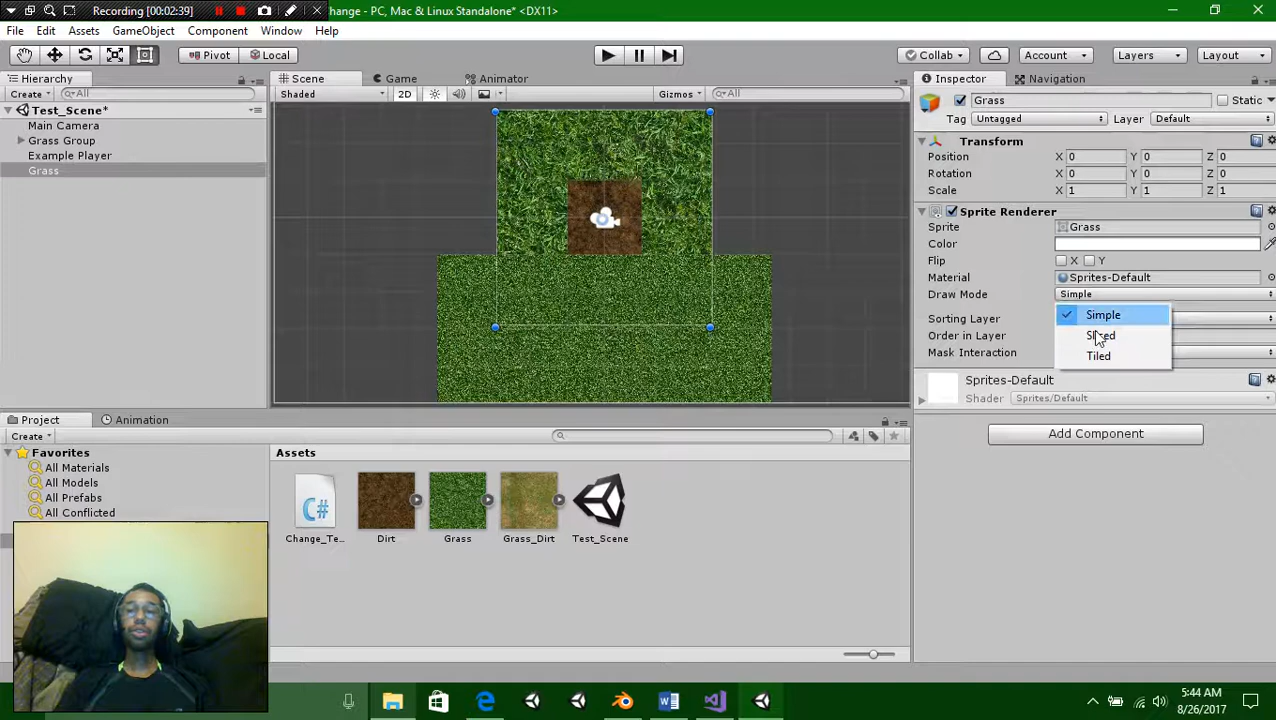 Recording [00:02:39]
hange - PC, Mac & Linux Standalone* <DX11>
File Edit Assets GameObject Component Window Help
Pivot Local Collab Account Layers Layout
Hierarchy Scene Game Animator Inspector Navigation
Create All Shaded 2D Gizmos All
Grass Static
Test_Scene*
Tag Untagged Layer Default
Main Camera
Grass Group
Example Player
Grass
Transform
Position X 0 Y 0 Z 0
Rotation X 0 Y 0 Z 0
Scale X 1 Y 1 Z 1
Sprite Renderer
Sprite Grass
Color
Flip X Y
Material Sprites-Default
Draw Mode Simple
Simple
Sorting Layer
Order in Layer
Tiled
Mask Interaction
Sprites-Default
Shader Sprites/Default
Add Component
Project Animation
Create
Favorites
All Materials
All Models
All Prefabs
All Conflicted
Assets
C#
Change_Te... Dirt Grass Grass_Dirt Test_Scene
5:44 AM
8/26/2017